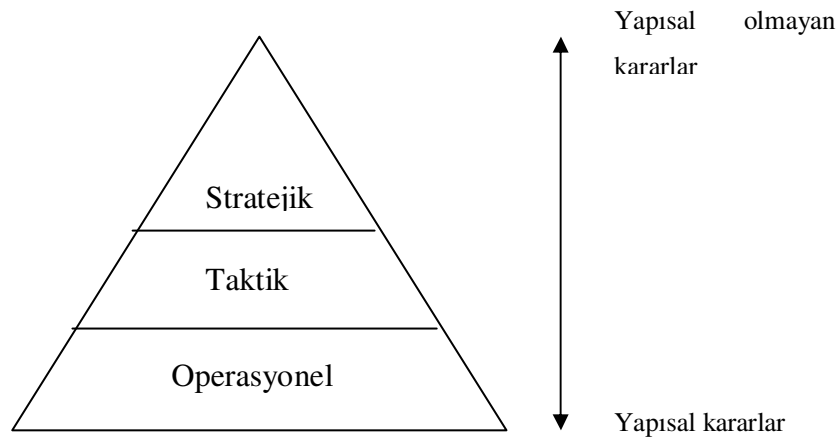 Yapısal olmayan
kararlar
Stratejik
Taktik
Operasyonel
Yapısal kararlar